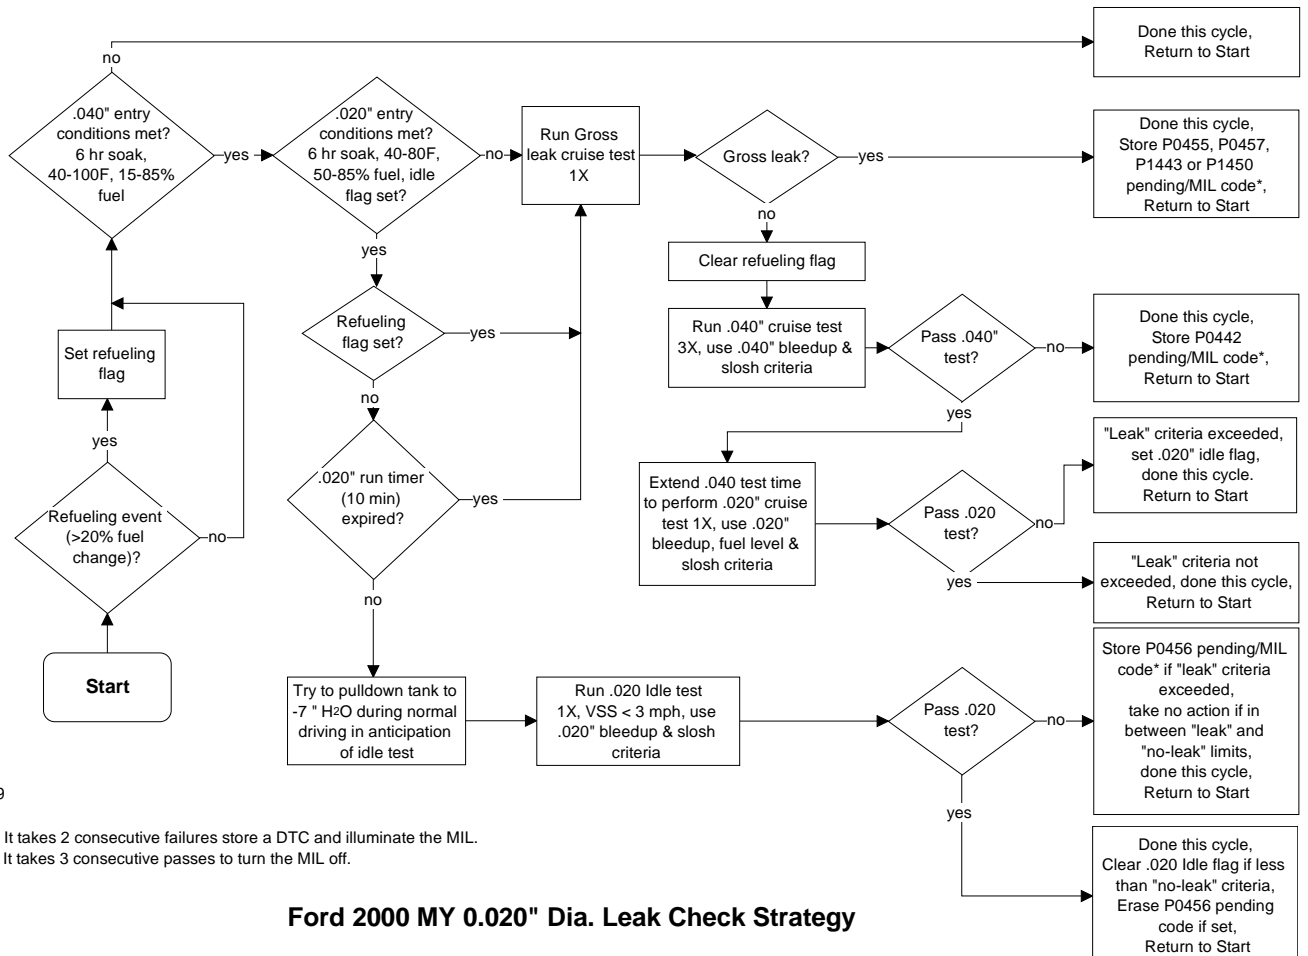 Done this cycle,
Return to Start
no
.040" entry
conditions met?
6 hr soak,
40-100F, 15-85%
fuel
yes
.020" entry
conditions met?
6 hr soak, 40-80F,
50-85% fuel, idle
flag set?
no
Run Gross
leak cruise test
1X
Gross leak?
yes
Done this cycle,
Store P0455, P0457,
P1443 or P1450
pending/MIL code*,
Return to Start
no
Clear refueling flag
yes
Refueling
flag set?
yes
Run .040" cruise test
3X, use .040" bleedup &
slosh criteria
Pass .040"
test?
no
Done this cycle,
Store P0442
pending/MIL code*,
Return to Start
Set refueling
flag
no
yes
yes
"Leak" criteria exceeded,
set .020" idle flag,
done this cycle.
Return to Start
.020" run timer
(10 min)
expired?
yes
Extend .040 test time
to perform .020" cruise
test 1X, use .020"
bleedup, fuel level &
slosh criteria
Pass .020
test?
no
Refueling event
(>20% fuel
change)?
no
yes
"Leak" criteria not
exceeded, done this cycle,
Return to Start
no
Start
Try to pulldown tank to
-7 " H2O during normal
driving in anticipation
of idle test
Run .020 Idle test
1X, VSS < 3 mph, use
.020" bleedup & slosh
criteria
Pass .020
test?
no
Store P0456 pending/MIL
code* if "leak" criteria
exceeded,
take no action if in
between "leak" and
"no-leak" limits,
done this cycle,
Return to Start
yes
9
It takes 2 consecutive failures store a DTC and illuminate the MIL.
It takes 3 consecutive passes to turn the MIL off.
Done this cycle,
Clear .020 Idle flag if less
than "no-leak" criteria,
Erase P0456 pending
code if set,
Return to Start
Ford 2000 MY 0.020" Dia. Leak Check Strategy